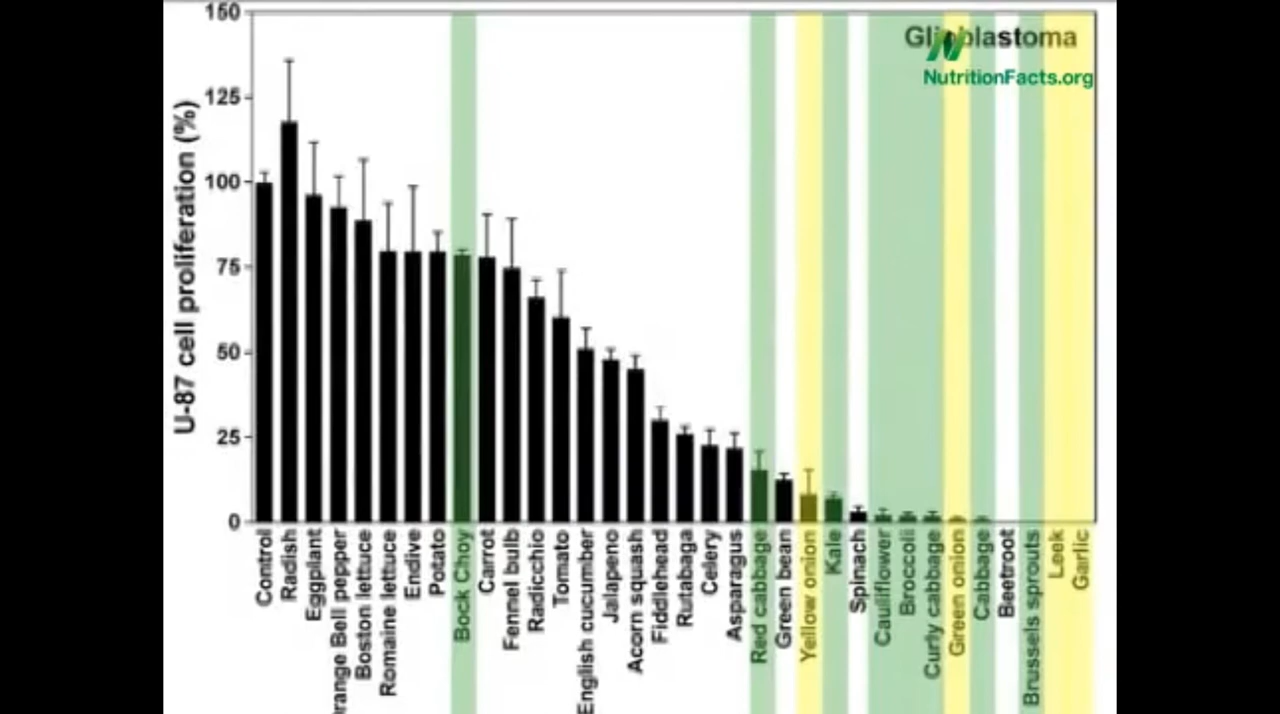 Glioblastoma
NutritionFacts.org
U-87 cell proliferation (%)
150
125
100
75
50
25
0
Control
Radish
Eggplant
range Bell pepper
Boston lettuce
Romaine lettuce
Endive
Potato
Bock Choy
Carrot
Fennel bulb
Radicchio
Tomato
English cucumber
Jalapeno
Acorn squash
Fiddlehead
Rutabaga
Celery
Asparagus
Red cabbage
Green bean
Yellow onion
Kale
Spinach
Cauliflower
Broccoli
Curly cabbage
Green onion
Cabbage
Beetroot
Brussels sprouts
Leek
Garlic